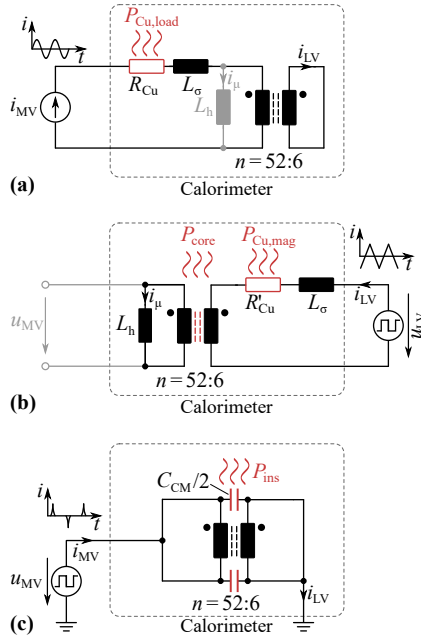 i
t
P_Cu,load
R_Cu
L_σ
i_μ
L_h
i_LV
i_MV
n = 52:6
(a)
Calorimeter
i
t
P_core
P_Cu,mag
i_μ
L_h
R'_Cu
L_σ
i_LV
u_MV
u_LV
n = 52:6
(b)
Calorimeter
i
t
C_CM/2
P_ins
i_MV
u_MV
i_LV
n = 52:6
(c)
Calorimeter